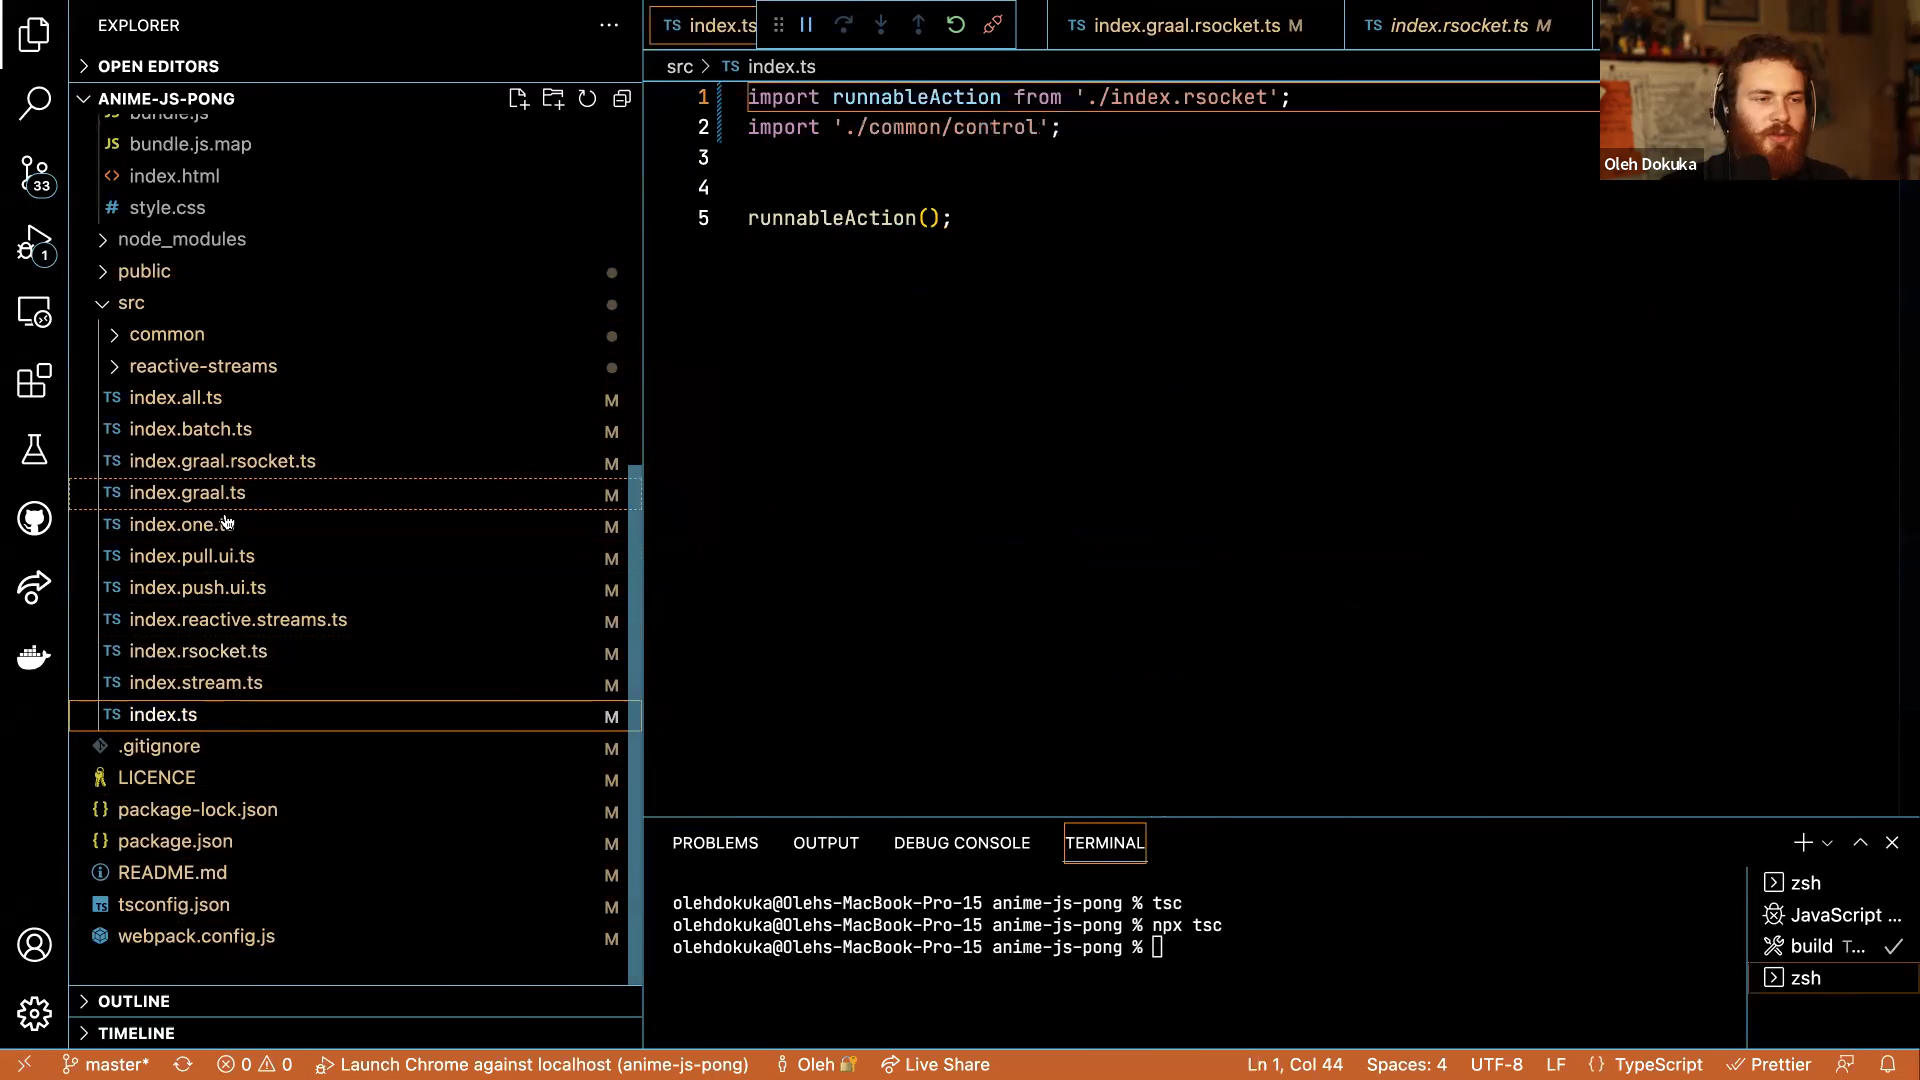 EXPLORER
OPEN EDITORS
ANIME-JS-PONG
bundle.js
JS bundle.js.map
<> index.html
# style.css
node_modules
public
src
common
reactive-streams
TS index.all.ts M
TS index.batch.ts M
TS index.graal.rsocket.ts M
TS index.graal.ts M
TS index.one. M
TS index.pull.ui.ts M
TS index.push.ui.ts M
TS index.reactive.streams.ts M
TS index.rsocket.ts M
TS index.stream.ts M
TS index.ts M
.gitignore M
LICENCE M
{} package-lock.json M
{} package.json M
README.md M
TS tsconfig.json M
webpack.config.js M
OUTLINE
TIMELINE
33
1
TS index.ts
TS index.graal.rsocket.ts M
TS index.rsocket.ts M
src > TS index.ts
1 import runnableAction from './index.rsocket';
2 import './common/control';
3
4
5 runnableAction();
Oleh Dokuka
PROBLEMS OUTPUT DEBUG CONSOLE TERMINAL
olehdokuka@Olehs-MacBook-Pro-15 anime-js-pong % tsc
olehdokuka@Olehs-MacBook-Pro-15 anime-js-pong % npx tsc
olehdokuka@Olehs-MacBook-Pro-15 anime-js-pong %
zsh
JavaScript ...
build T...
zsh
master* 0 0 Launch Chrome against localhost (anime-js-pong) Oleh Live Share Ln 1, Col 44 Spaces: 4 UTF-8 LF {} TypeScript Prettier